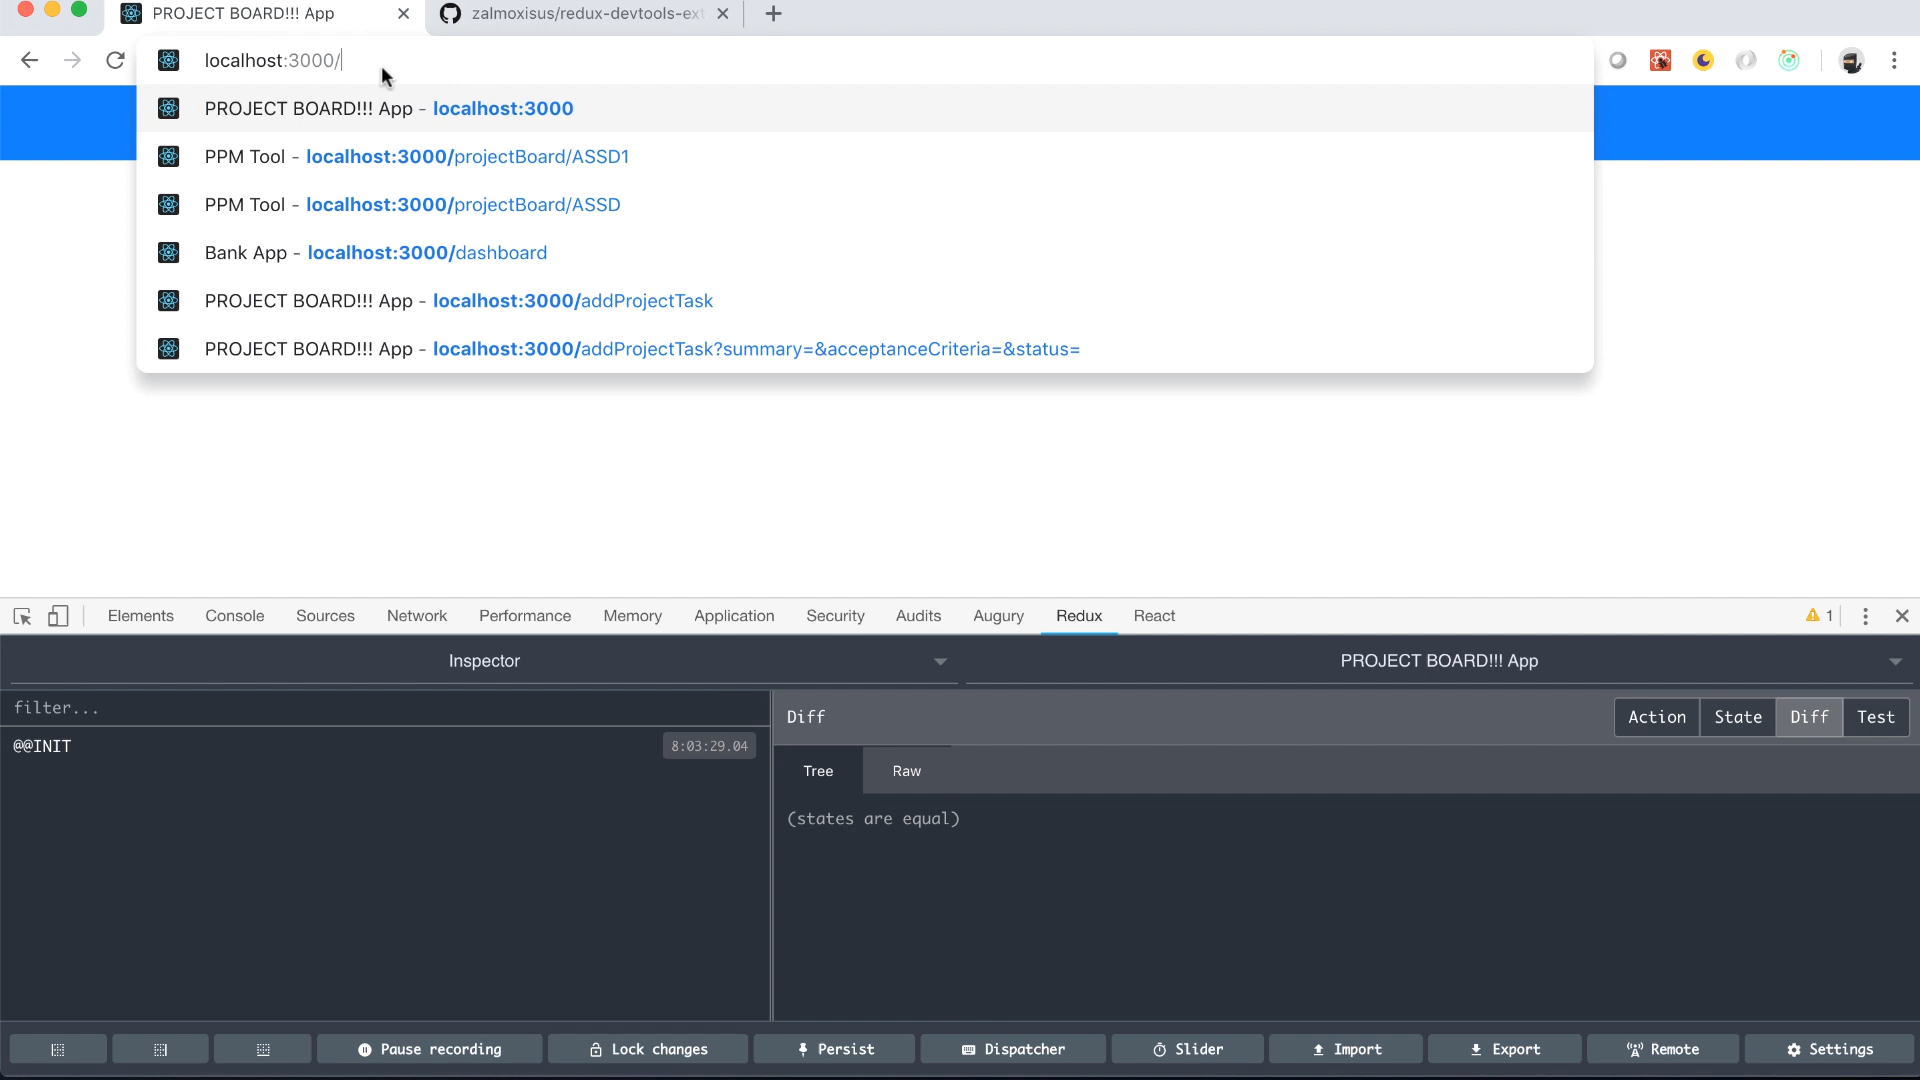 PROJECT BOARD!!! App
zalmoxisus/redux-devtools-ext
localhost:3000/
PROJECT BOARD!!! App - localhost:3000
PPM Tool - localhost:3000/projectBoard/ASSD1
PPM Tool - localhost:3000/projectBoard/ASSD
Bank App - localhost:3000/dashboard
PROJECT BOARD!!! App - localhost:3000/addProjectTask
PROJECT BOARD!!! App - localhost:3000/addProjectTask?summary=&acceptanceCriteria=&status=
Elements Console Sources Network Performance Memory Application Security Audits Augury Redux React 1
Inspector PROJECT BOARD!!! App
filter...
Diff Action State Diff Test
@@INIT 8:03:29.04
Tree Raw
(states are equal)
Pause recording Lock changes Persist Dispatcher Slider Import Export Remote Settings